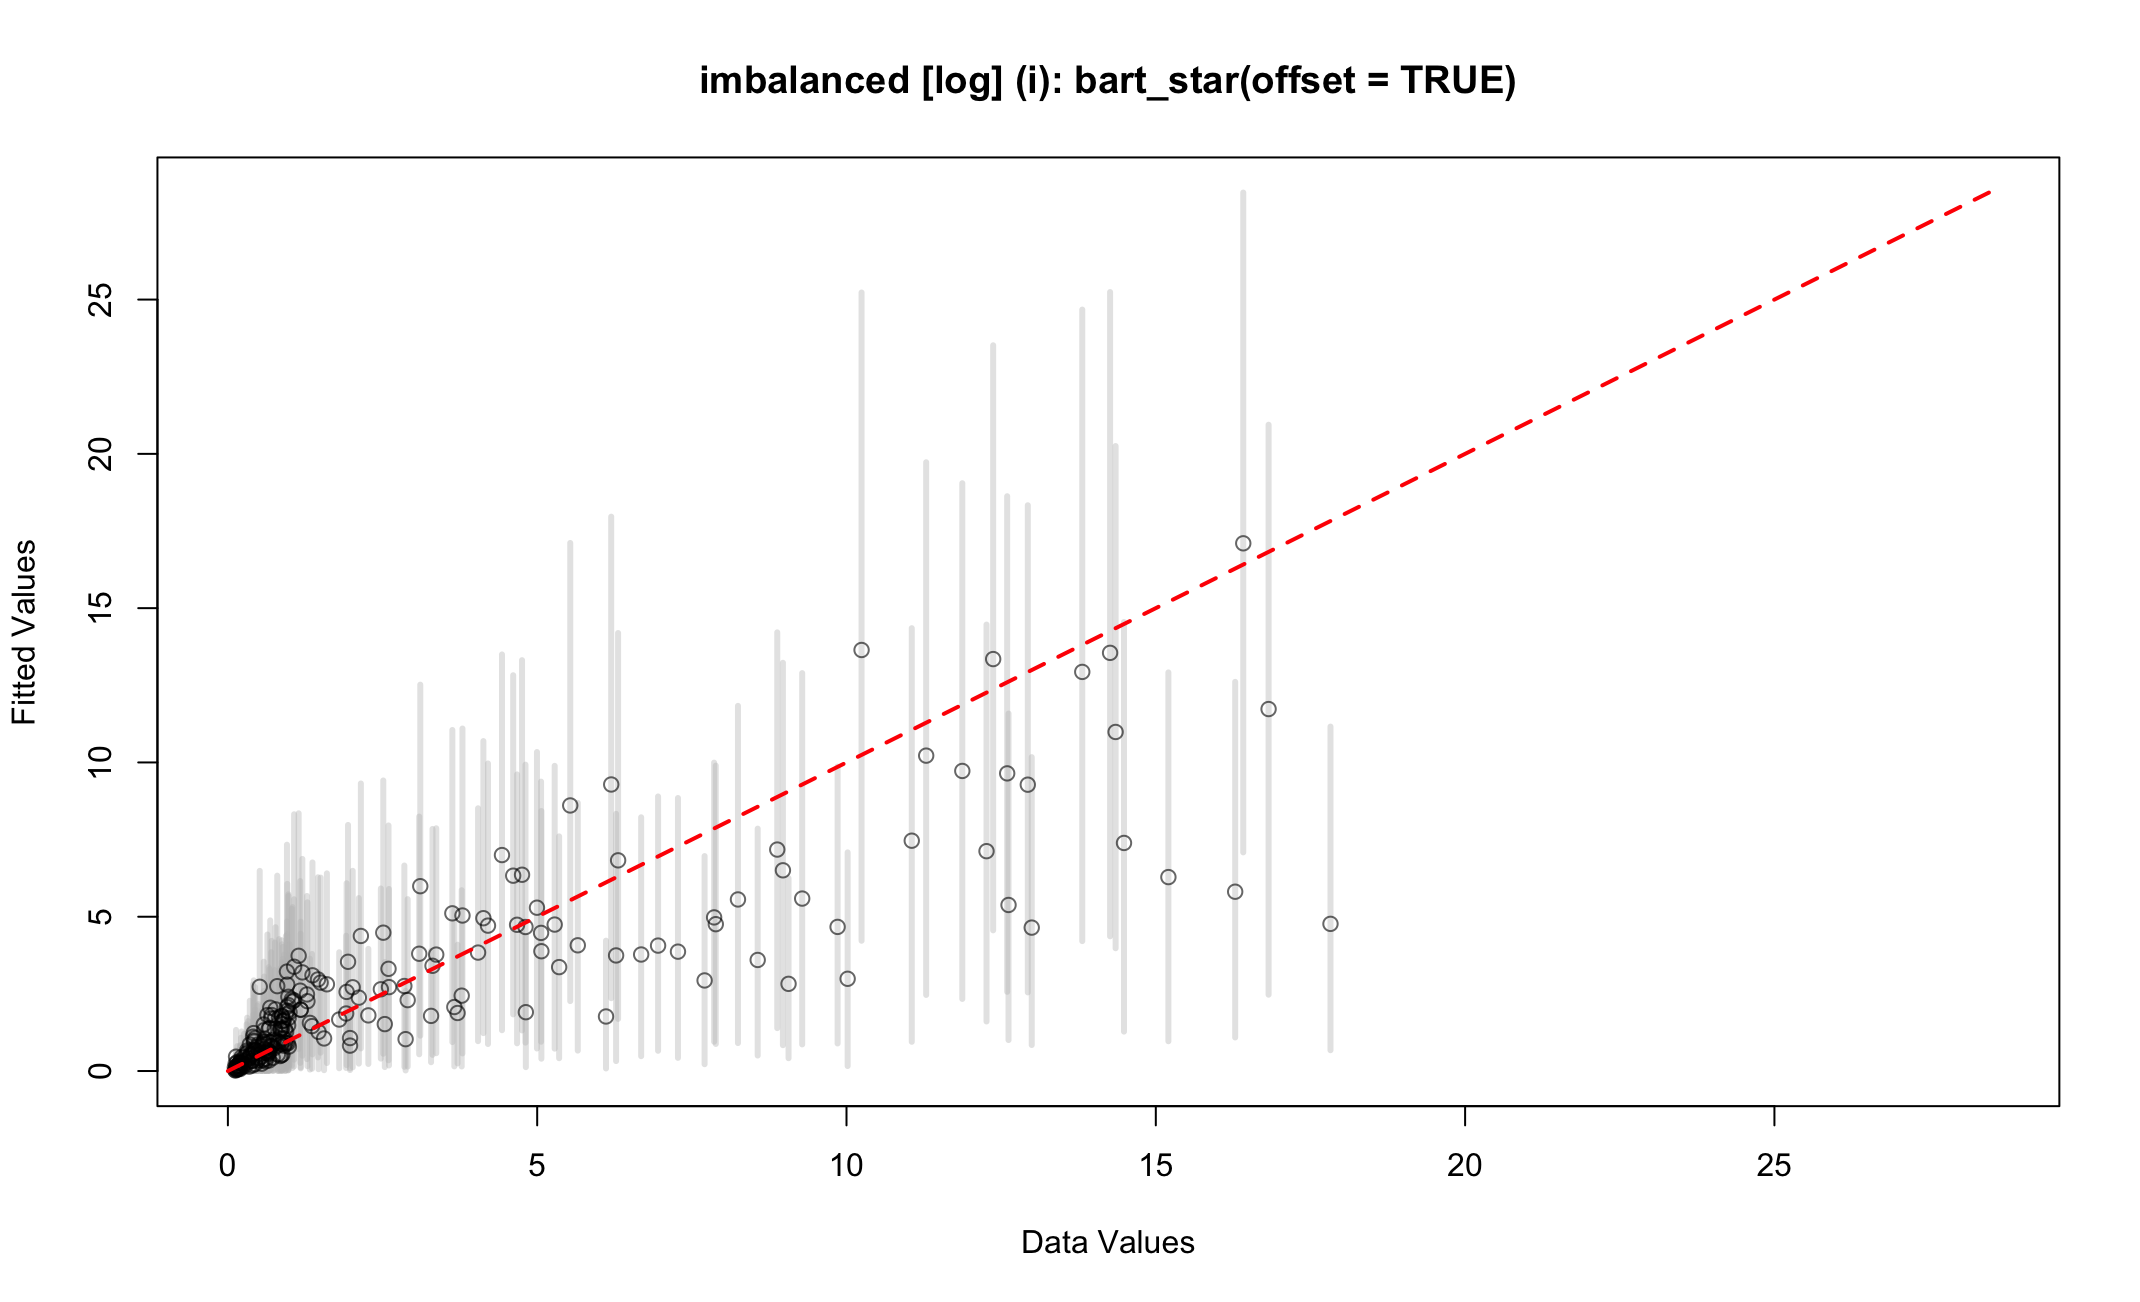 imbalanced [log] (i): bart_star(offset = TRUE)
Fitted Values
25
20
15
10
5
0
0 5 10 15 20 25
Data Values